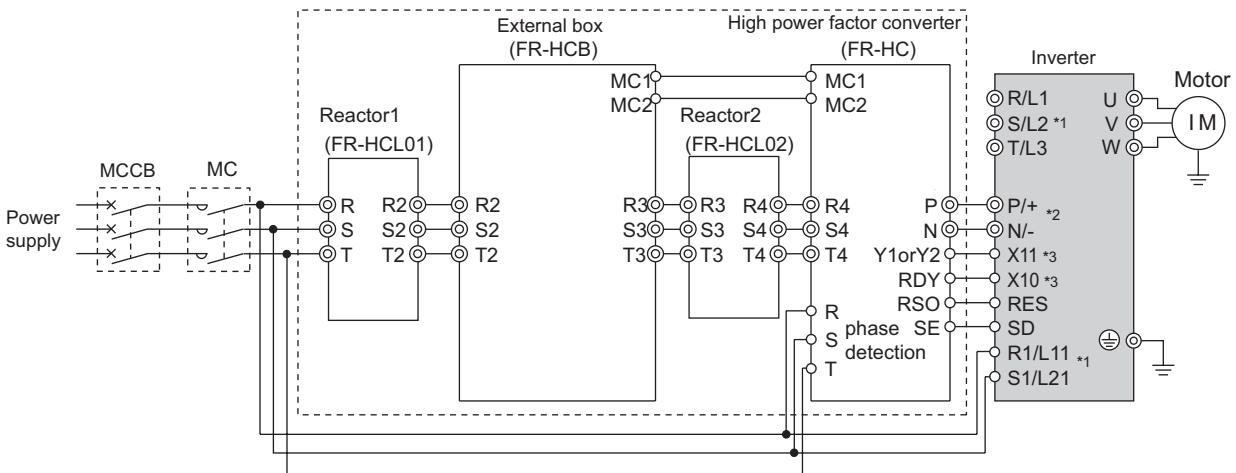 External box
(FR-HCB)
High power factor converter
(FR-HC)
Inverter
Motor
MC1
MC2
MC1
MC2
R/L1
S/L2 *1
T/L3
U
V
W
IM
Reactor1
(FR-HCL01)
Reactor2
(FR-HCL02)
MCCB
MC
Power
supply
R R2 R2 R3 R3 R4 R4 P P/+ *2
S S2 S2 S3 S3 S4 S4 N N/-
T T2 T2 T3 T3 T4 T4 Y1orY2 X11 *3
RDY X10 *3
RSO RES
R
S phase SE SD
detection
T
R1/L11 *1
S1/L21